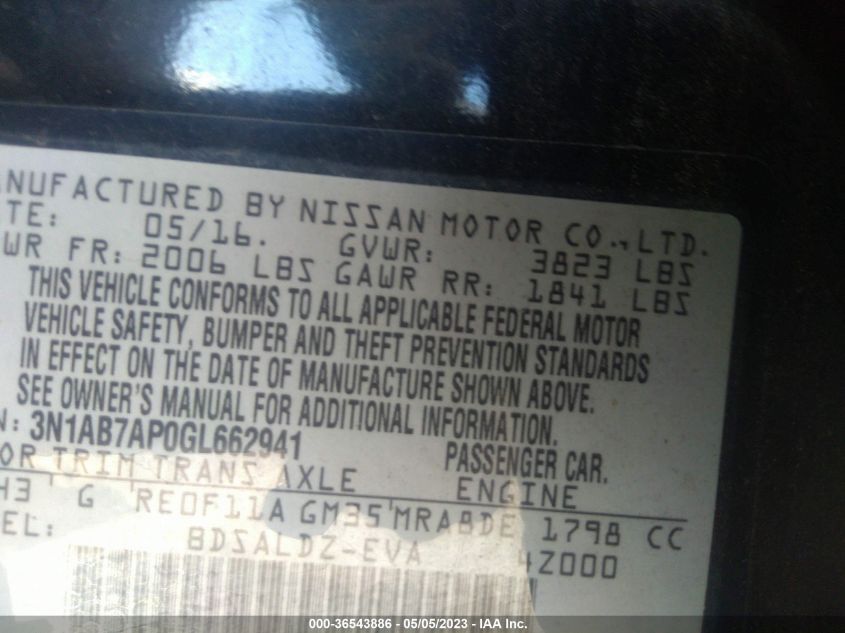 NUFACTURED BY NISSAN MOTOR CO., LTD.
TE: 05/16. GVWR: 3823 LBS
WR FR: 2006 LBS GAWR RR: 1841 LBS
THIS VEHICLE CONFORMS TO ALL APPLICABLE FEDERAL MOTOR
VEHICLE SAFETY, BUMPER AND THEFT PREVENTION STANDARDS
IN EFFECT ON THE DATE OF MANUFACTURE SHOWN ABOVE.
SEE OWNER'S MANUAL FOR ADDITIONAL INFORMATION.
N: 3N1AB7AP0GL662941 PASSENGER CAR.
OR TRIM TRANS AXLE ENGINE
H3 G RE0F11A GM35 MRA8DE 1798 CC
EL: BDSALDZ-EVA 4Z000
000-36543886 - 05/05/2023 - IAA Inc.